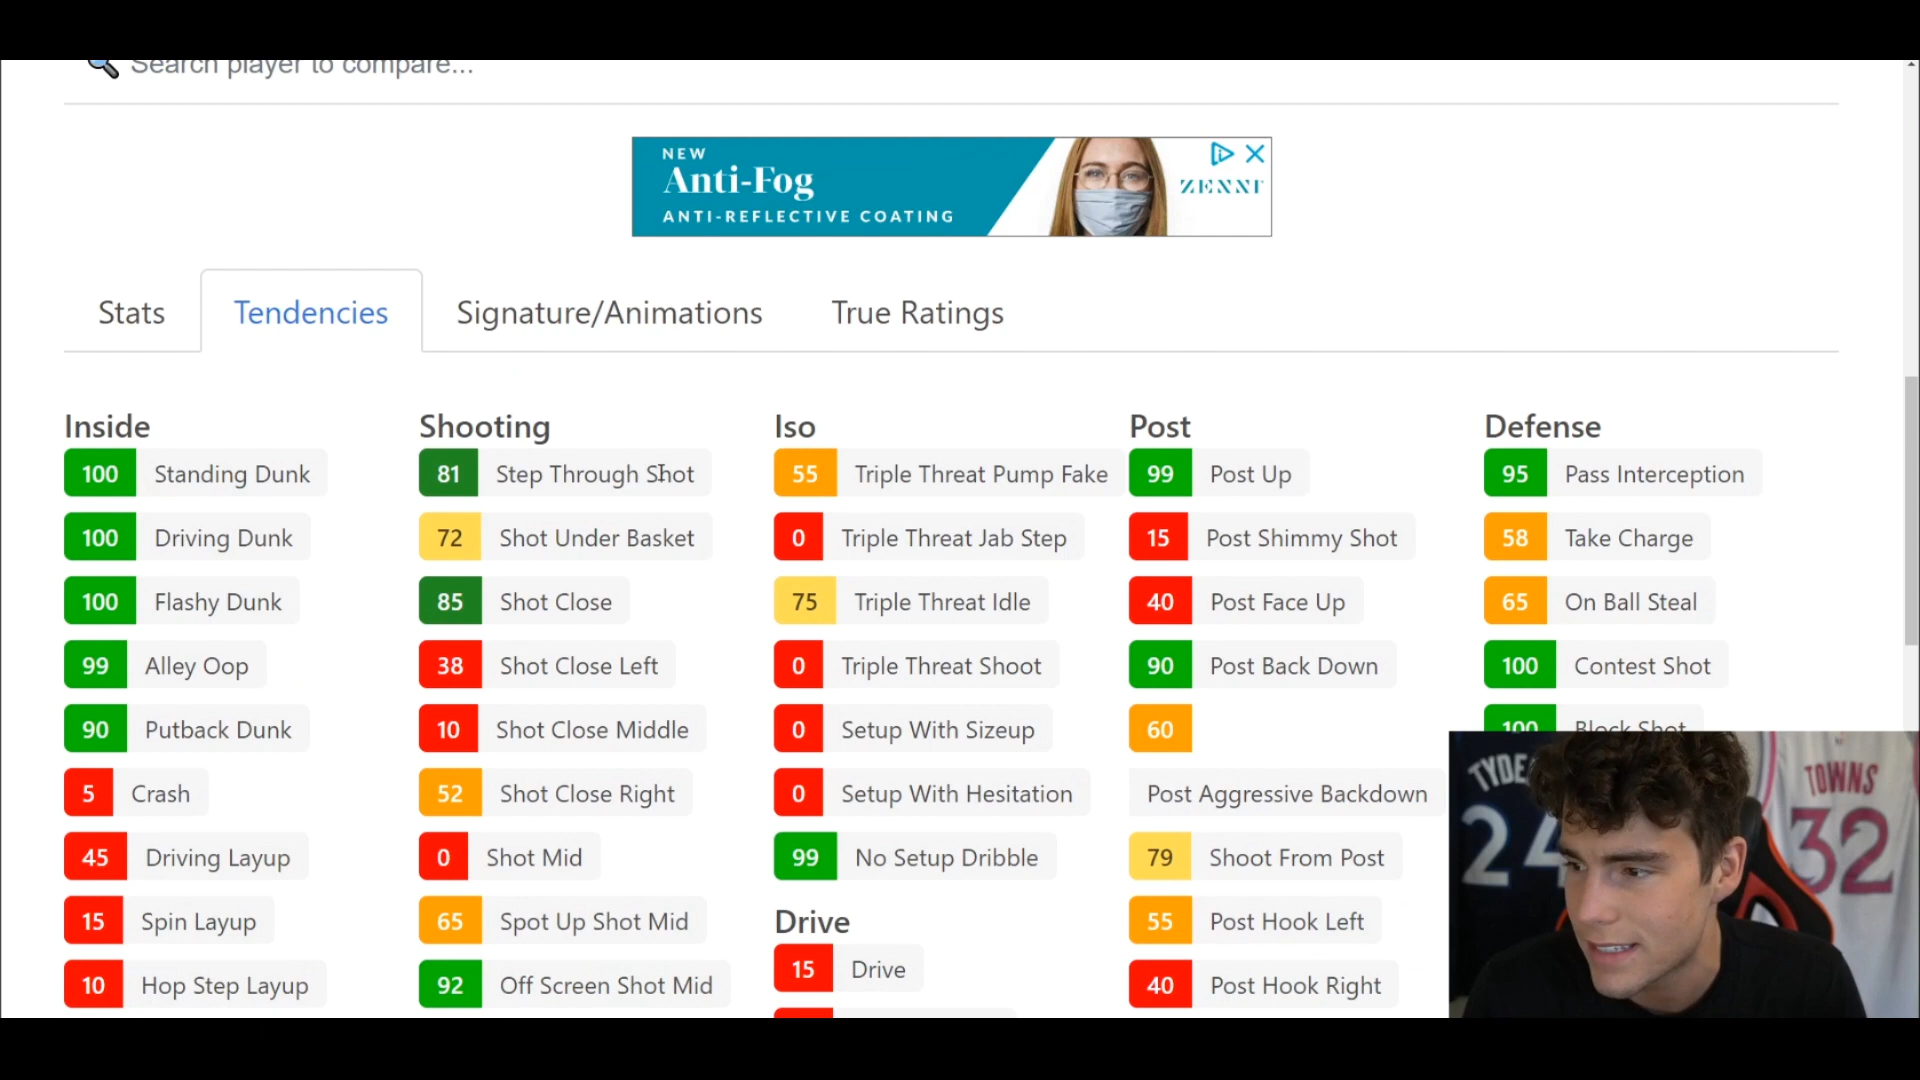 Search player to compare...
NEW
Anti-Fog
ANTI-REFLECTIVE COATING
ZENNI
Stats
Tendencies
Signature/Animations
True Ratings
Inside
100 Standing Dunk
100 Driving Dunk
100 Flashy Dunk
99 Alley Oop
90 Putback Dunk
5 Crash
45 Driving Layup
15 Spin Layup
10 Hop Step Layup
Shooting
81 Step Through Shot
72 Shot Under Basket
85 Shot Close
38 Shot Close Left
10 Shot Close Middle
52 Shot Close Right
0 Shot Mid
65 Spot Up Shot Mid
92 Off Screen Shot Mid
Iso
55 Triple Threat Pump Fake
0 Triple Threat Jab Step
75 Triple Threat Idle
0 Triple Threat Shoot
0 Setup With Sizeup
0 Setup With Hesitation
99 No Setup Dribble
Drive
15 Drive
Post
99 Post Up
15 Post Shimmy Shot
40 Post Face Up
90 Post Back Down
60
Post Aggressive Backdown
79 Shoot From Post
55 Post Hook Left
40 Post Hook Right
Defense
95 Pass Interception
58 Take Charge
65 On Ball Steal
100 Contest Shot
100 Block Shot
TOWNS
32
24